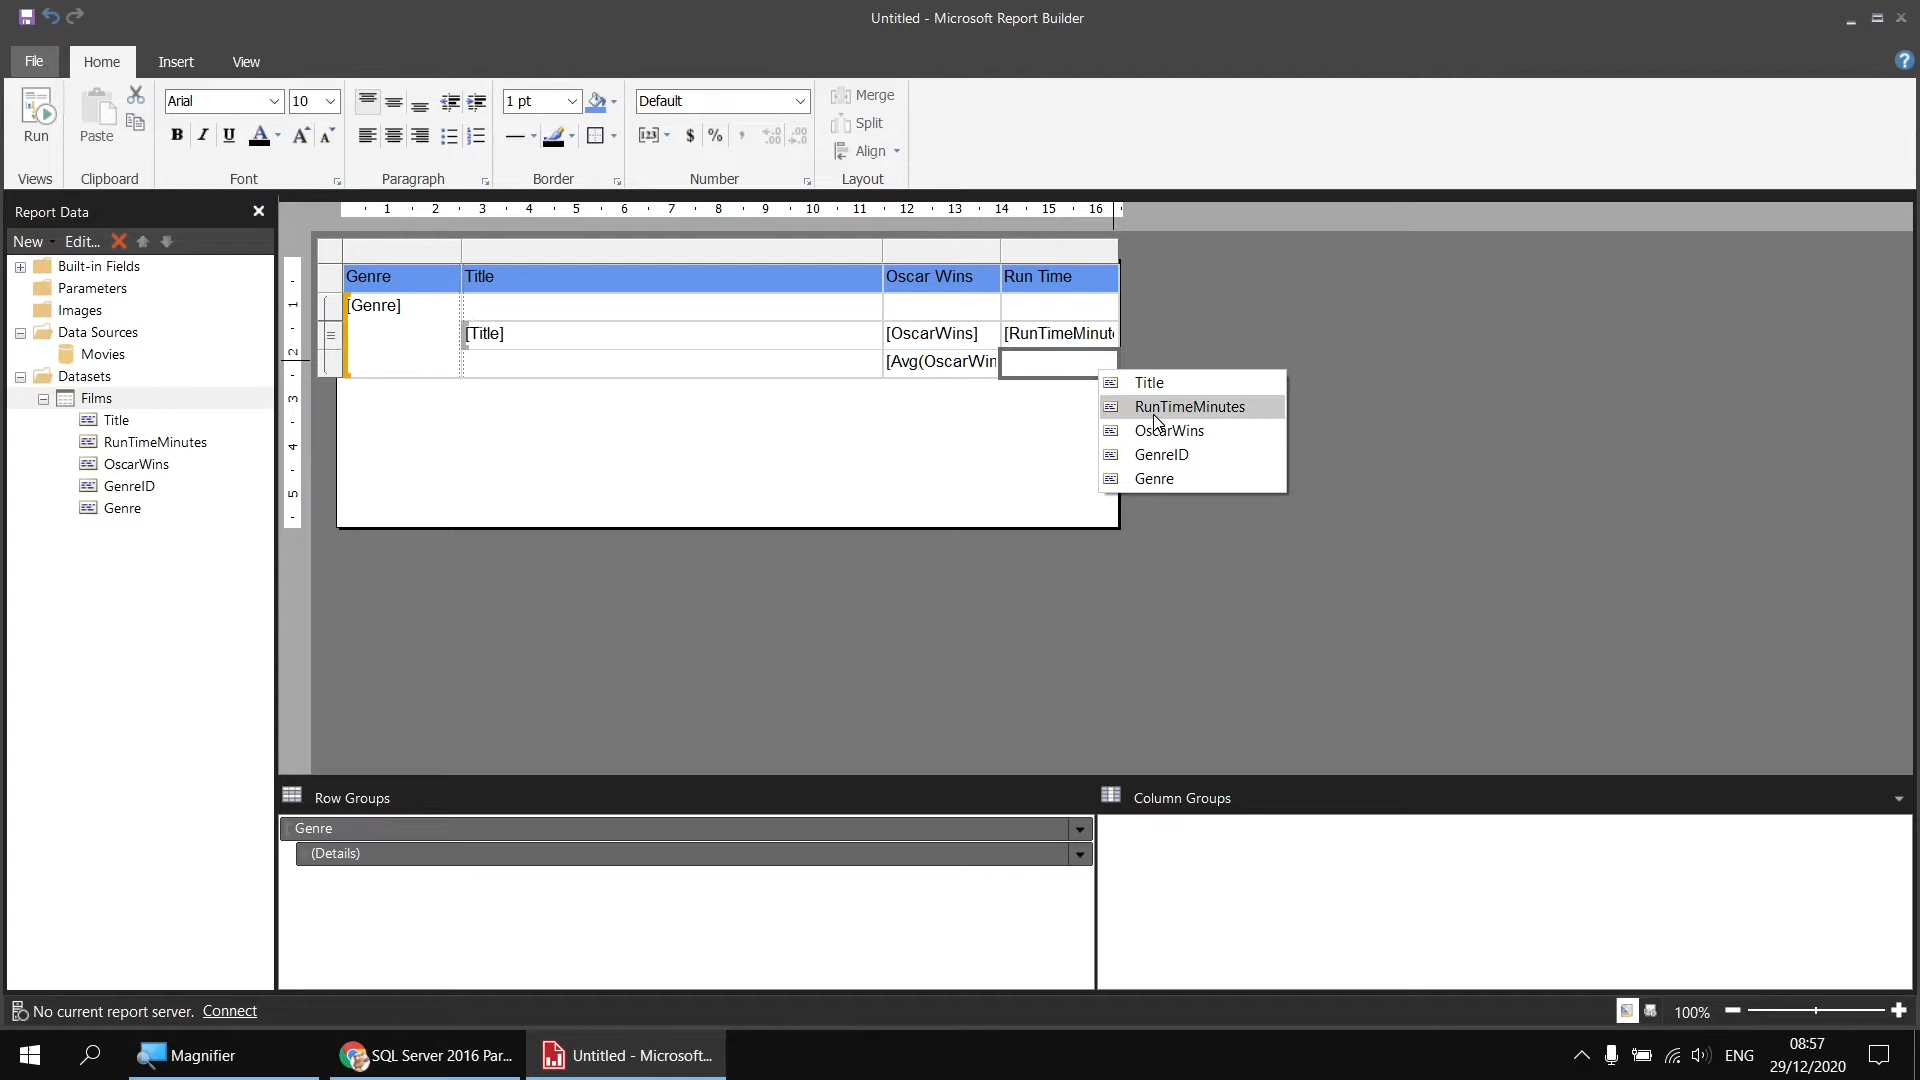 Untitled - Microsoft Report Builder
File Home Insert View
Run
Paste
Arial 10
B I U A A A
1 pt
Default
$ %
Merge
Split
Align
Views Clipboard Font Paragraph Border Number Layout
Report Data
New Edit...
Built-in Fields
Parameters
Images
Data Sources
Movies
Datasets
Films
Title
RunTimeMinutes
OscarWins
GenreID
Genre
1 2 3 4 5 6 7 8 9 10 11 12 13 14 15 16
1
2
3
4
5
Genre Title Oscar Wins Run Time
[Genre]
[Title] [OscarWins] [RunTimeMinut
[Avg(OscarWin
Title
RunTimeMinutes
OscarWins
GenreID
Genre
Row Groups
Genre
(Details)
Column Groups
No current report server. Connect
100%
Magnifier
SQL Server 2016 Par...
Untitled - Microsoft...
ENG
08:57
29/12/2020